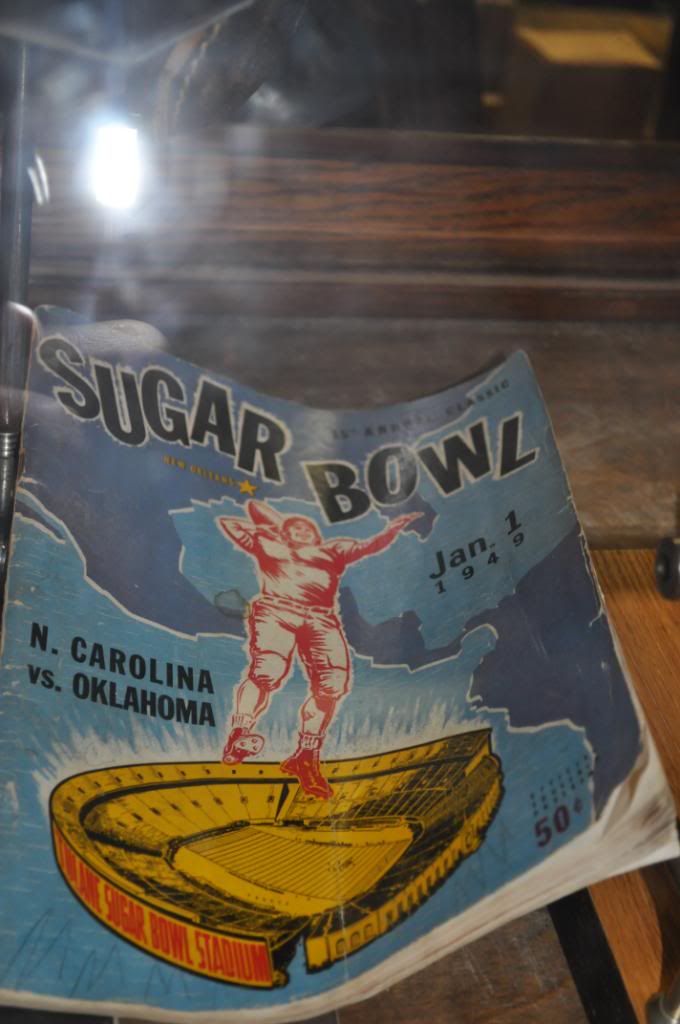 SUGAR
15TH ANNUAL CLASSIC
NEW ORLEANS
BOWL
Jan. 1
1949
N. CAROLINA
vs. OKLAHOMA
50¢
TULANE SUGAR BOWL STADIUM